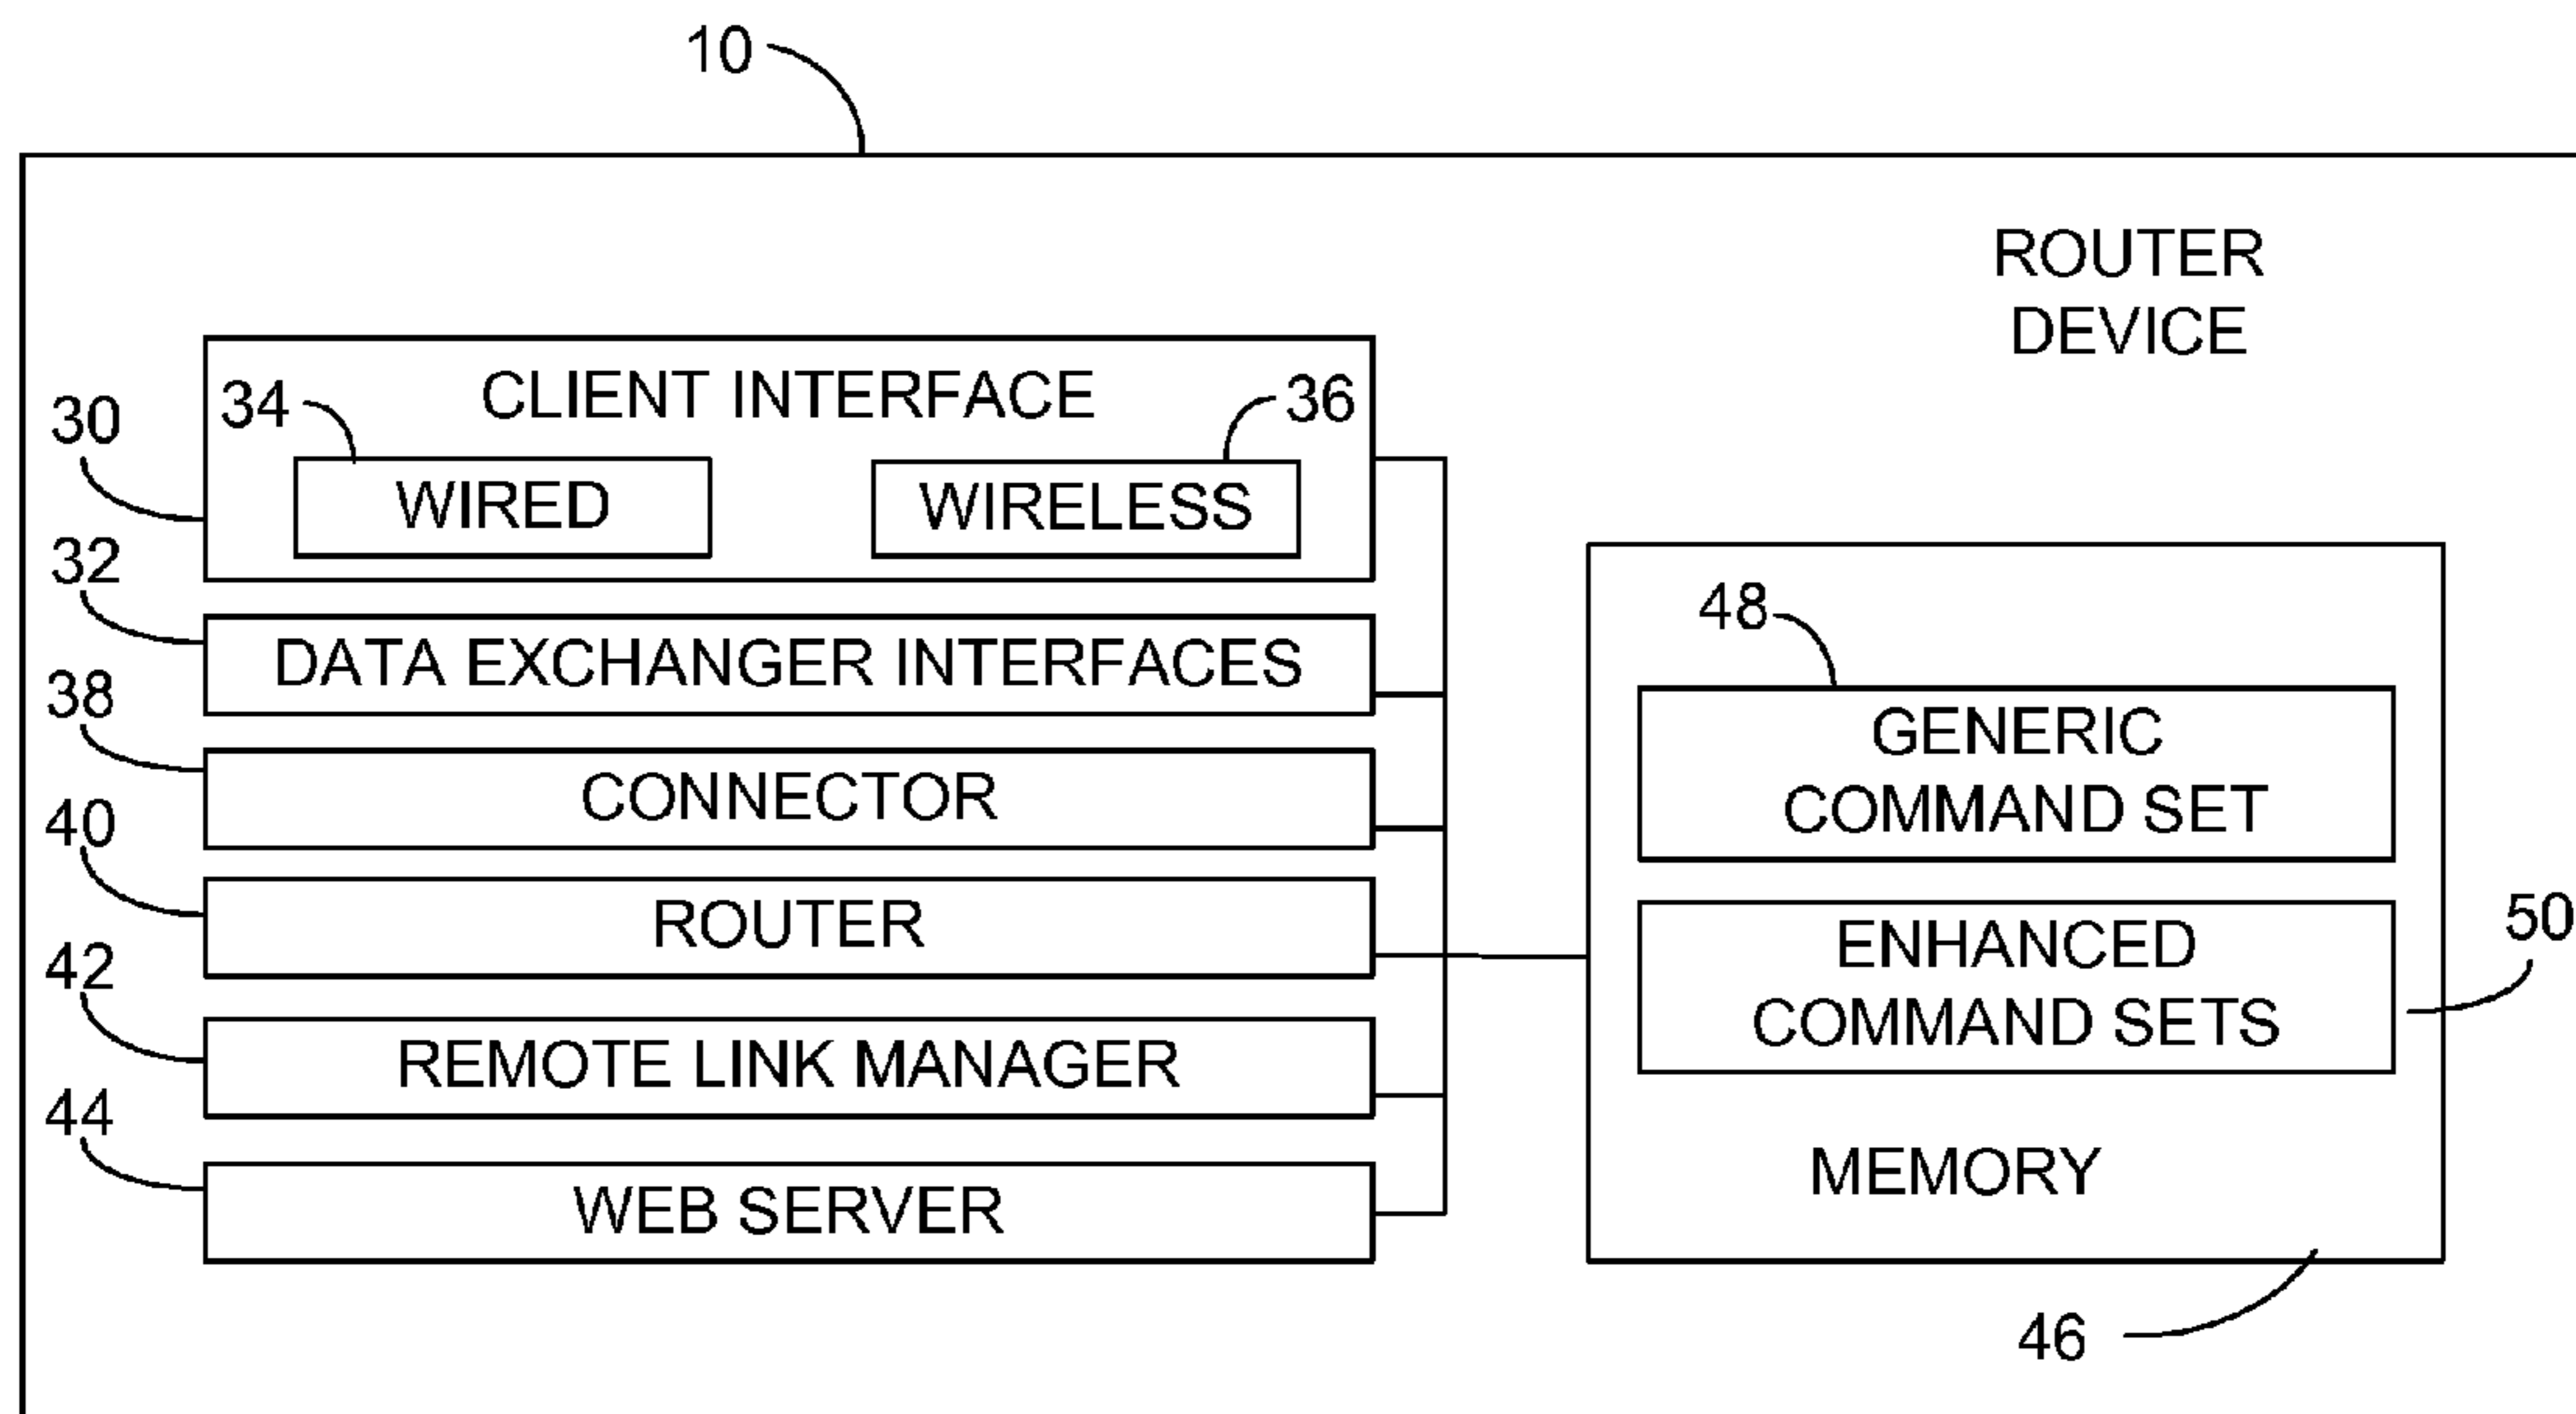 10
ROUTER
DEVICE
CLIENT INTERFACE
34
36
30
WIRED
WIRELESS
32
DATA EXCHANGER INTERFACES
48
38
GENERIC
COMMAND SET
CONNECTOR
40
ROUTER
50
ENHANCED
COMMAND SETS
42
REMOTE LINK MANAGER
44
MEMORY
WEB SERVER
46